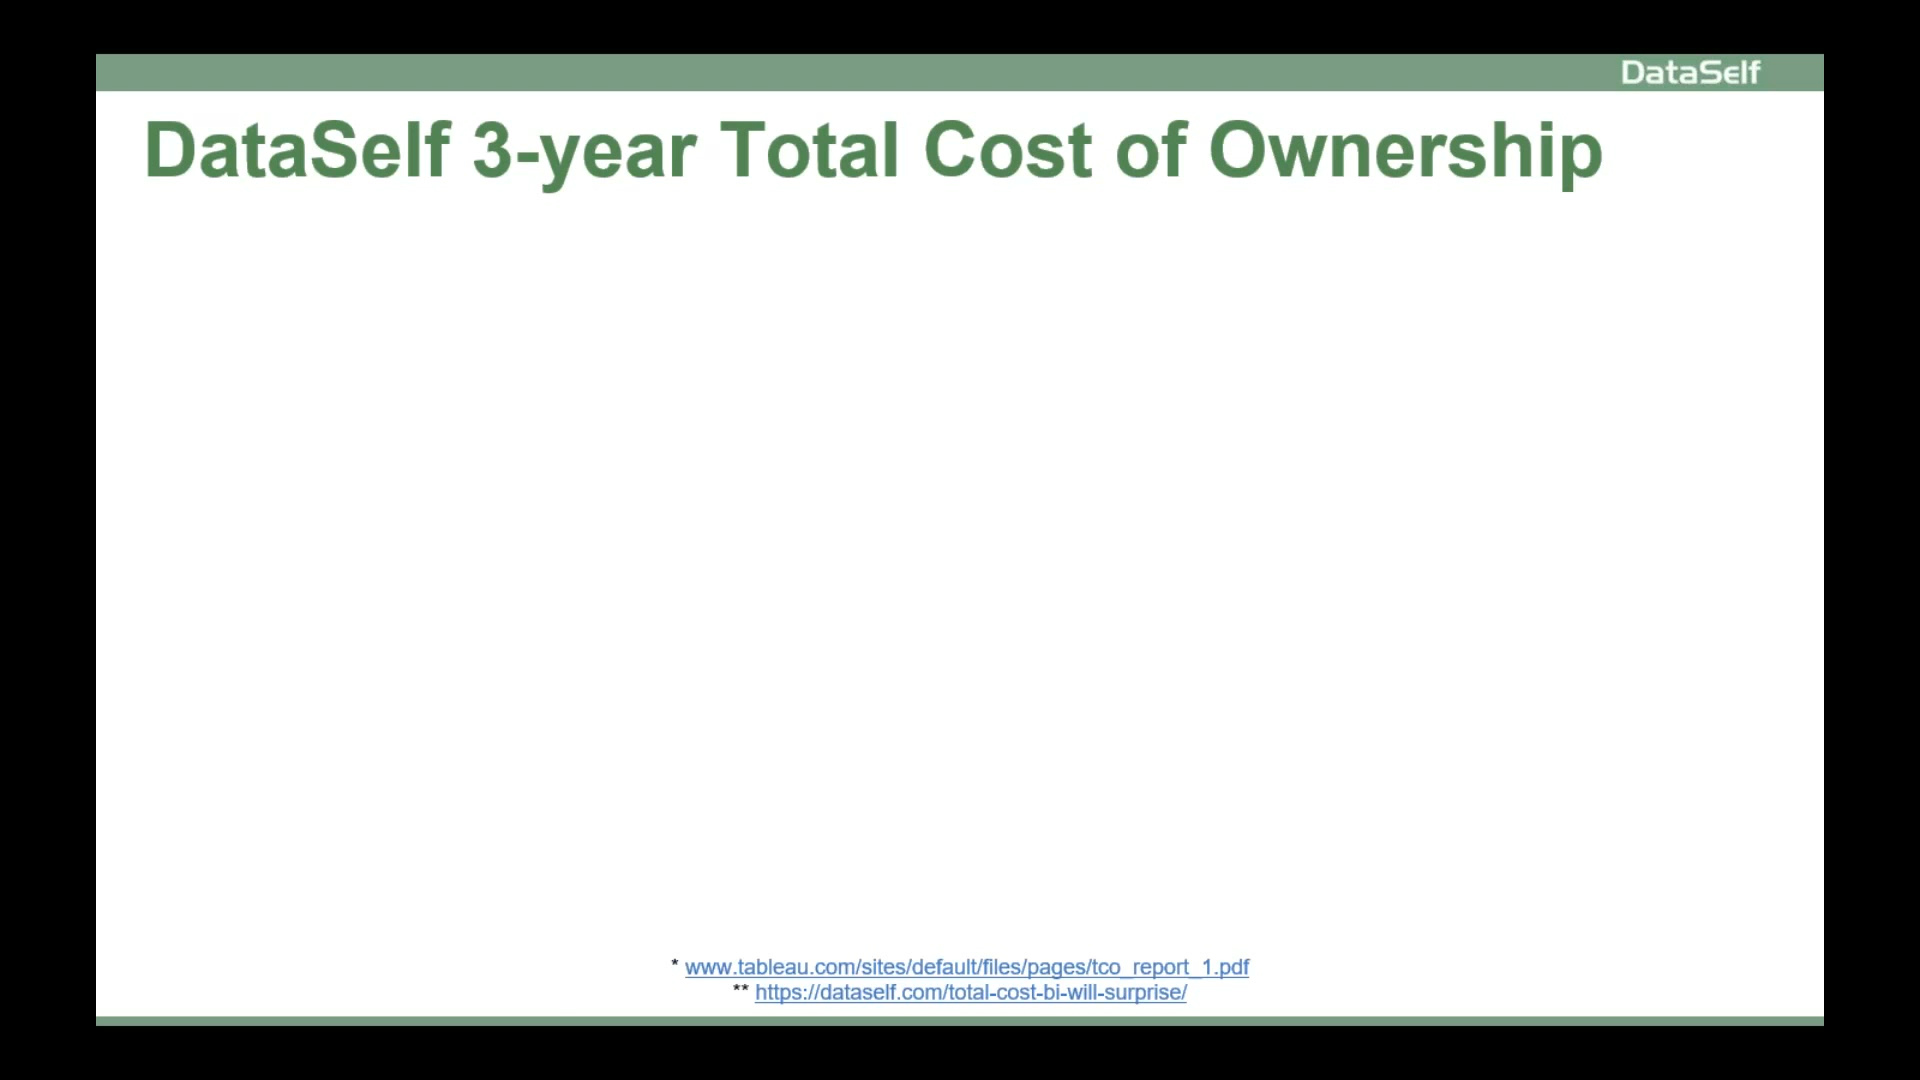 DataSelf
DataSelf 3-year Total Cost of Ownership
* www.tableau.com/sites/default/files/pages/tco_report_1.pdf
** https://dataself.com/total-cost-bi-will-surprise/